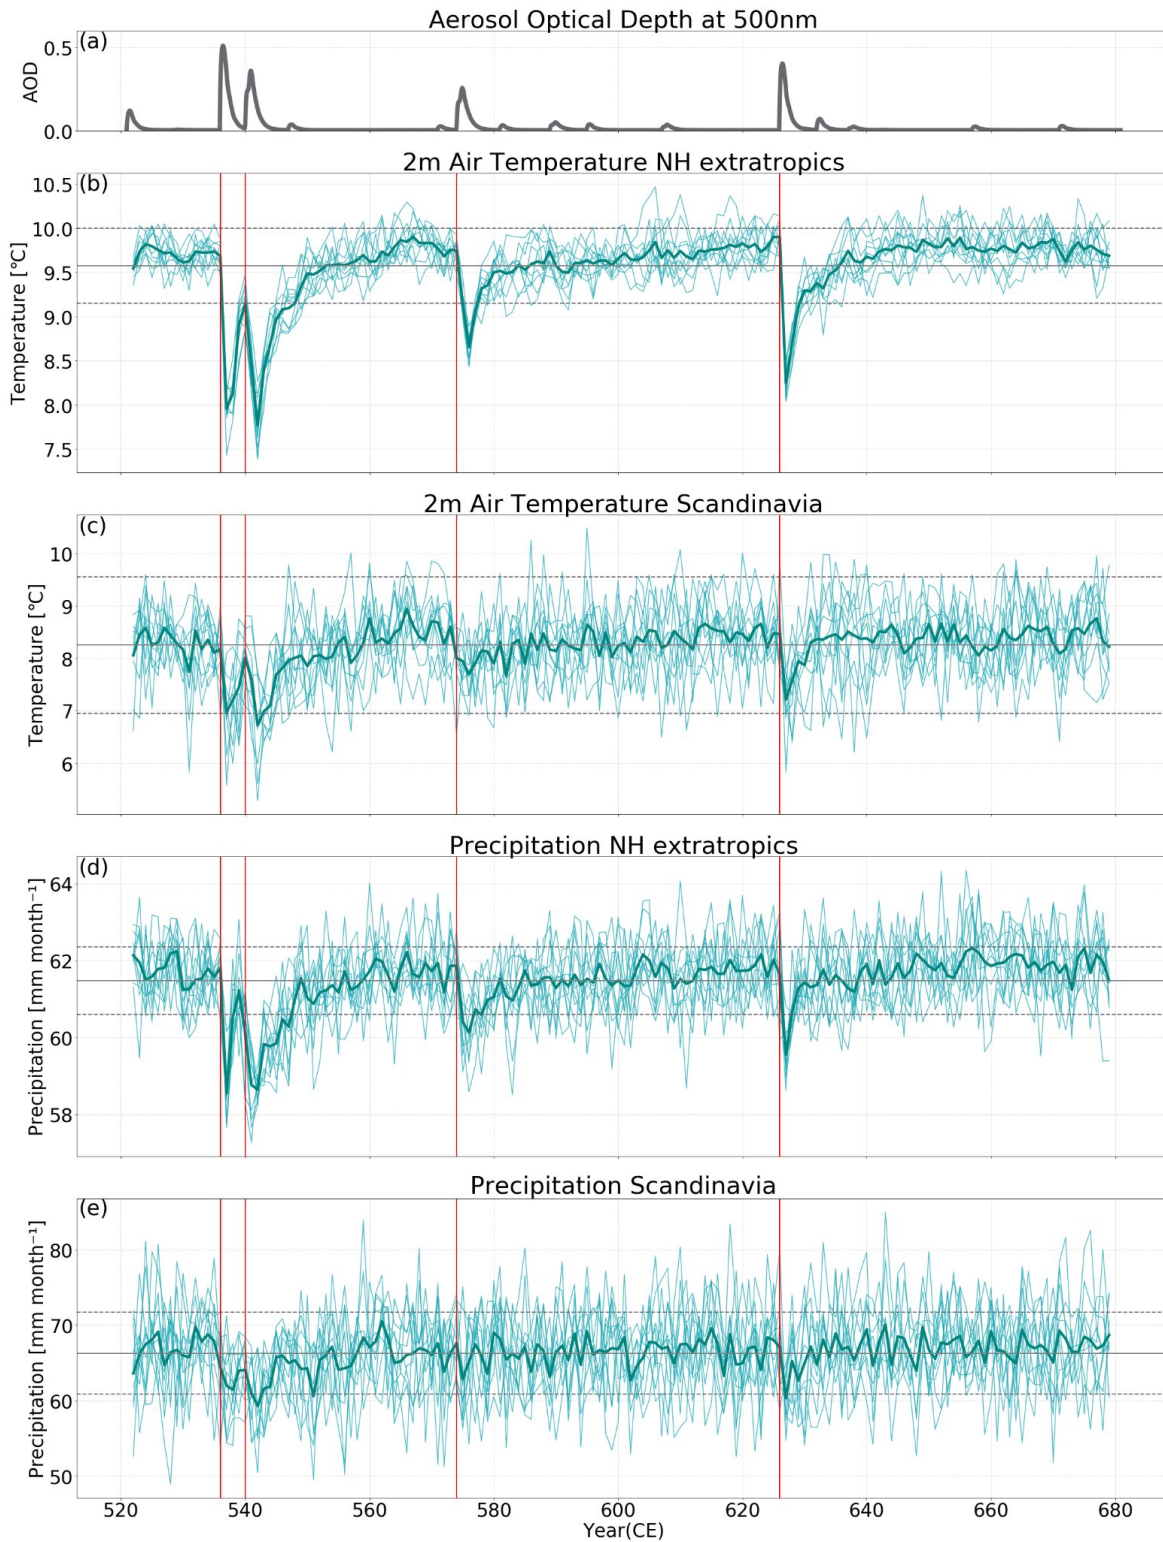 Aerosol Optical Depth at 500nm
(a)
AOD
0.5
0.0
2m Air Temperature NH extratropics
(b)
Temperature [℃]
10.5
10.0
9.5
9.0
8.5
8.0
7.5
2m Air Temperature Scandinavia
(c)
Temperature [℃]
10
9
8
7
6
Precipitation NH extratropics
(d)
Precipitation [mm month⁻¹]
64
62
60
58
Precipitation Scandinavia
(e)
Precipitation [mm month⁻¹]
80
70
60
50
520 540 560 580 600 620 640 660 680
Year(CE)